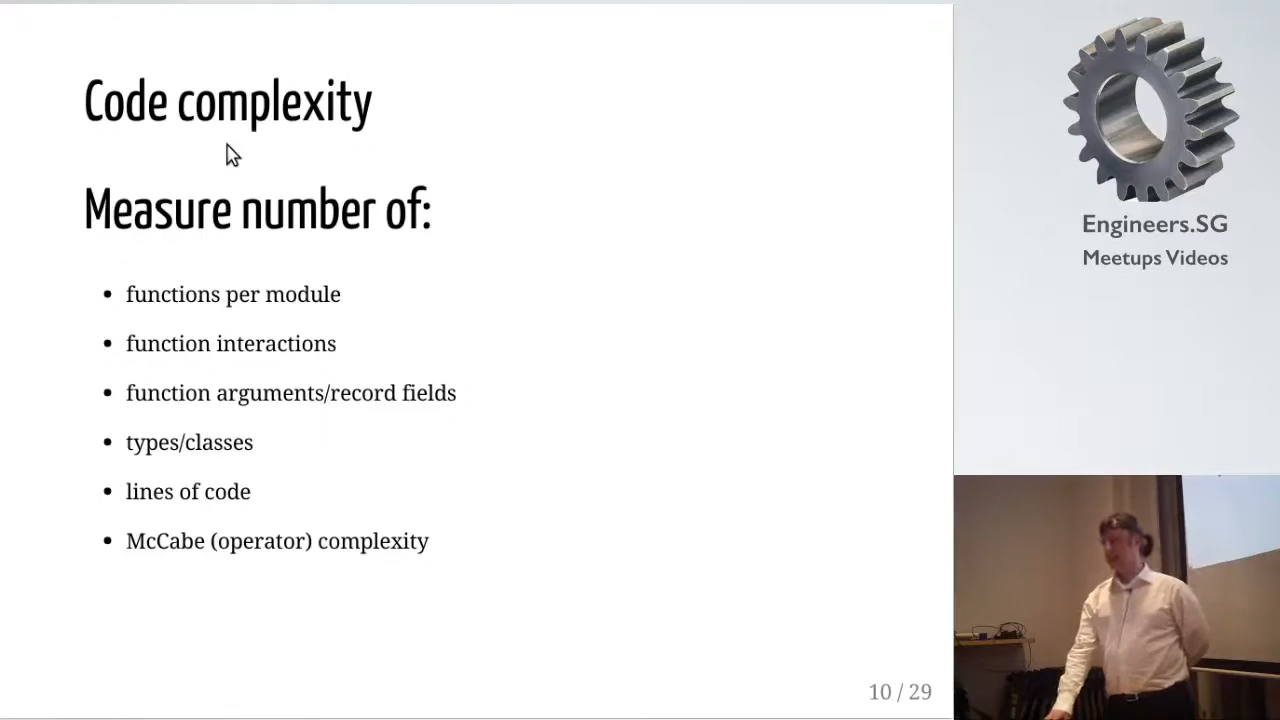 Code complexity
Measure number of:
functions per module
function interactions
function arguments/record fields
types/classes
lines of code
McCabe (operator) complexity
10 / 29
Engineers.SG
Meetups Videos